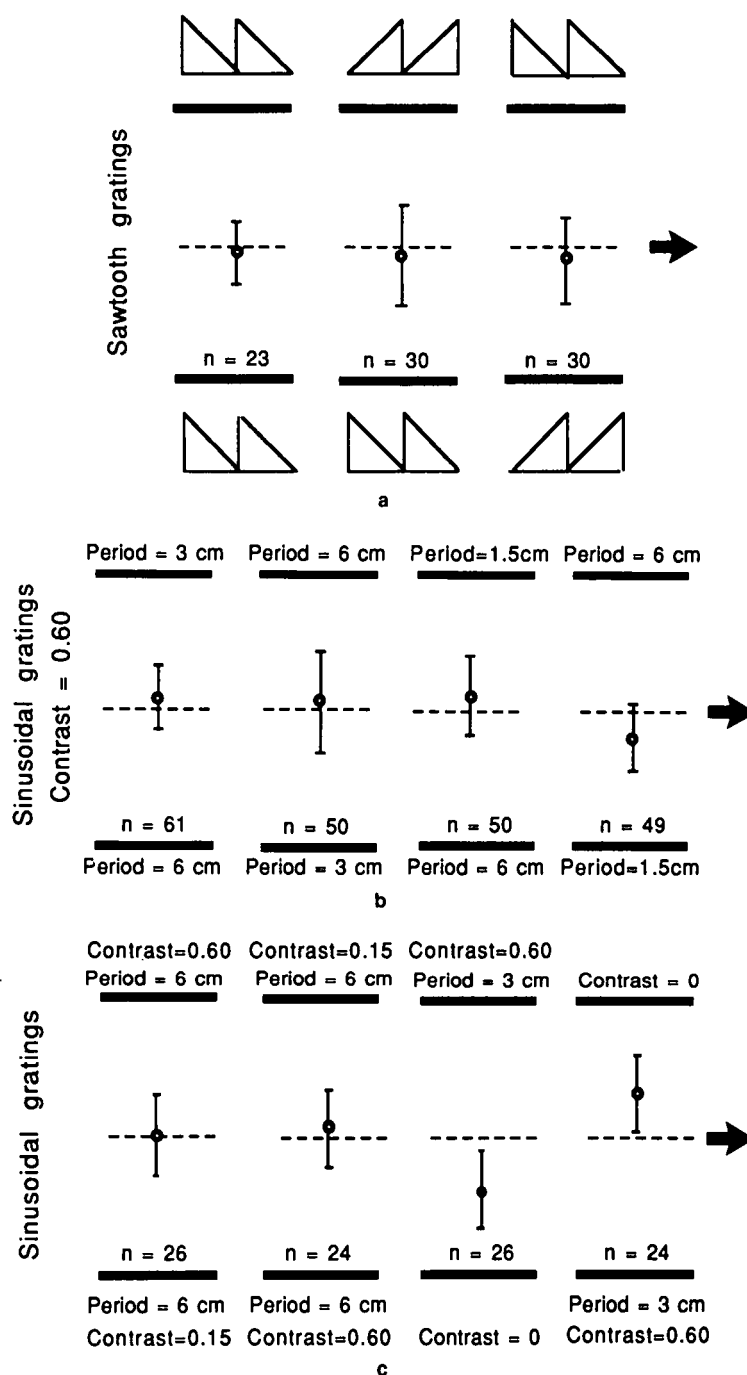 Sawtooth gratings
n = 23 n = 30 n = 30
a
Sinusoidal gratings
Contrast = 0.60
Period = 3 cm Period = 6 cm Period=1.5cm Period = 6 cm
n = 61 n = 50 n = 50 n = 49
Period = 6 cm Period = 3 cm Period = 6 cm Period=1.5cm
b
Sinusoidal gratings
Contrast=0.60 Contrast=0.15 Contrast=0.60
Period = 6 cm Period = 6 cm Period = 3 cm Contrast = 0
n = 26 n = 24 n = 26 n = 24
Period = 6 cm Period = 6 cm Period = 3 cm
Contrast=0.15 Contrast=0.60 Contrast = 0 Contrast=0.60
c